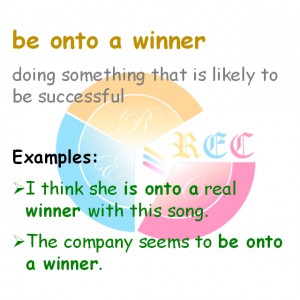 be onto a winner
doing something that is likely to
be successful
R
REC
E
Examples:
➢I think she is onto a real
winner with this song.
➢The company seems to be onto
a winner.